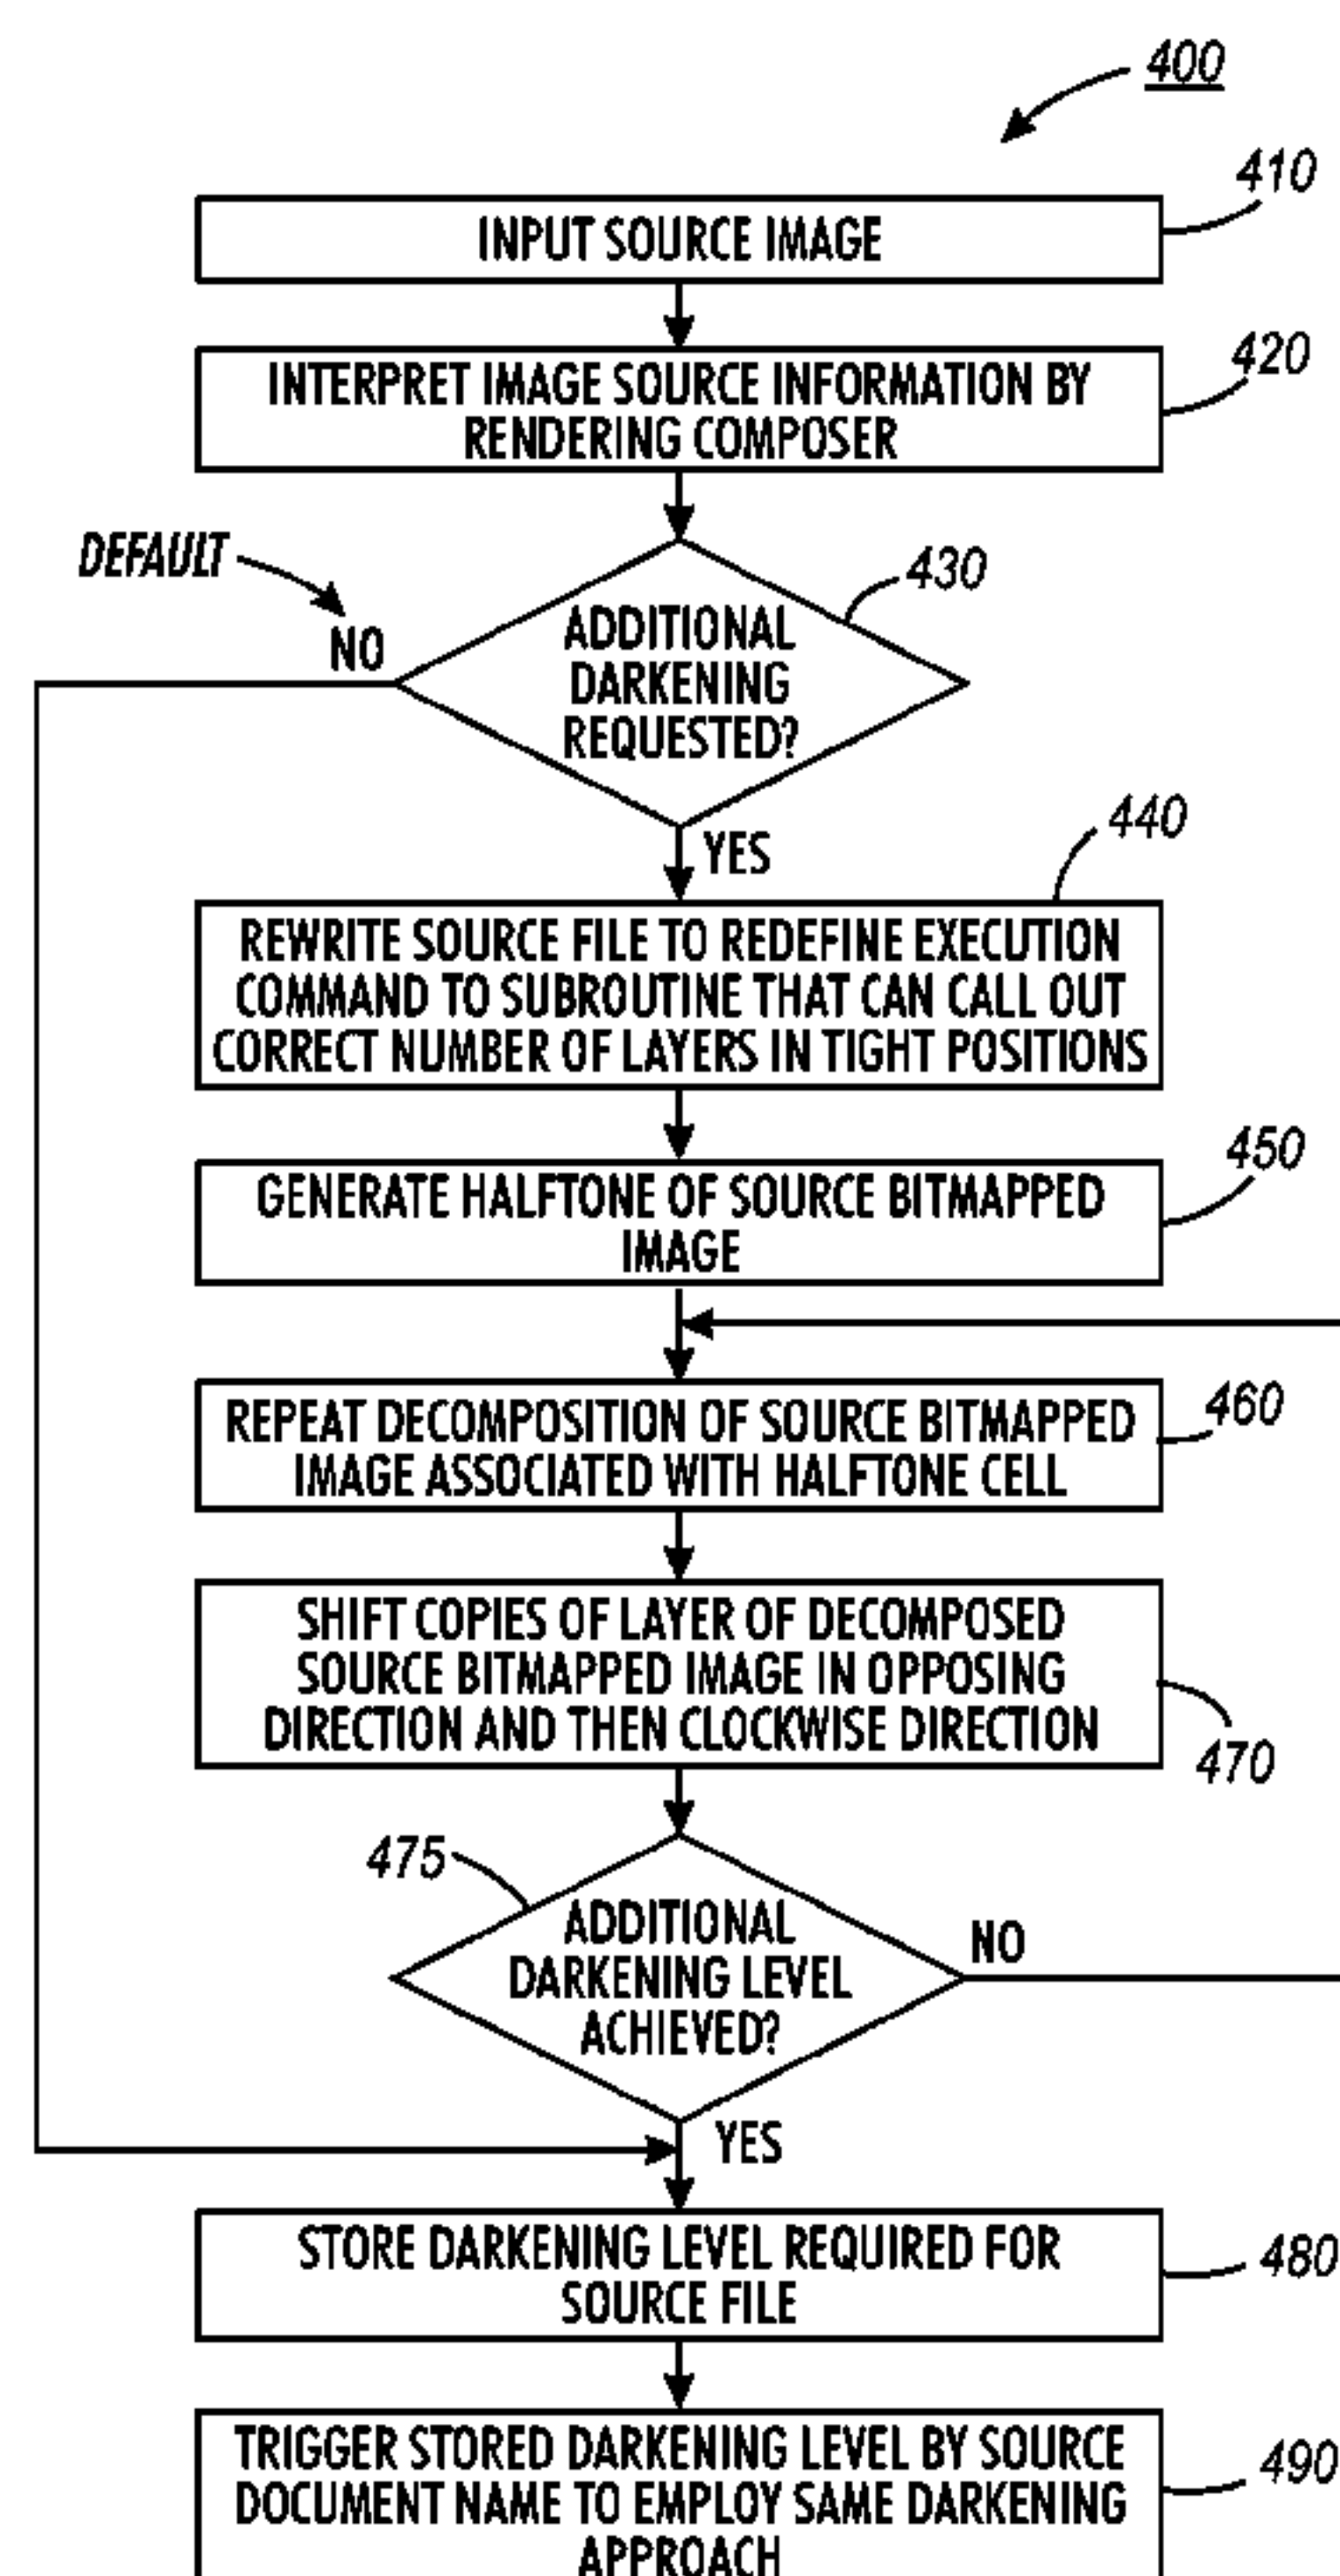 400
410
INPUT SOURCE IMAGE
420
INTERPRET IMAGE SOURCE INFORMATION BY
RENDERING COMPOSER
DEFAULT
430
NO
ADDITIONAL
DARKENING
REQUESTED?
440
YES
REWRITE SOURCE FILE TO REDEFINE EXECUTION
COMMAND TO SUBROUTINE THAT CAN CALL OUT
CORRECT NUMBER OF LAYERS IN TIGHT POSITIONS
450
GENERATE HALFTONE OF SOURCE BITMAPPED
IMAGE
460
REPEAT DECOMPOSITION OF SOURCE BITMAPPED
IMAGE ASSOCIATED WITH HALFTONE CELL
SHIFT COPIES OF LAYER OF DECOMPOSED
SOURCE BITMAPPED IMAGE IN OPPOSING
DIRECTION AND THEN CLOCKWISE DIRECTION
470
475
ADDITIONAL
DARKENING LEVEL
ACHIEVED?
NO
YES
STORE DARKENING LEVEL REQUIRED FOR
SOURCE FILE
480
TRIGGER STORED DARKENING LEVEL BY SOURCE
DOCUMENT NAME TO EMPLOY SAME DARKENING
APPROACH
490